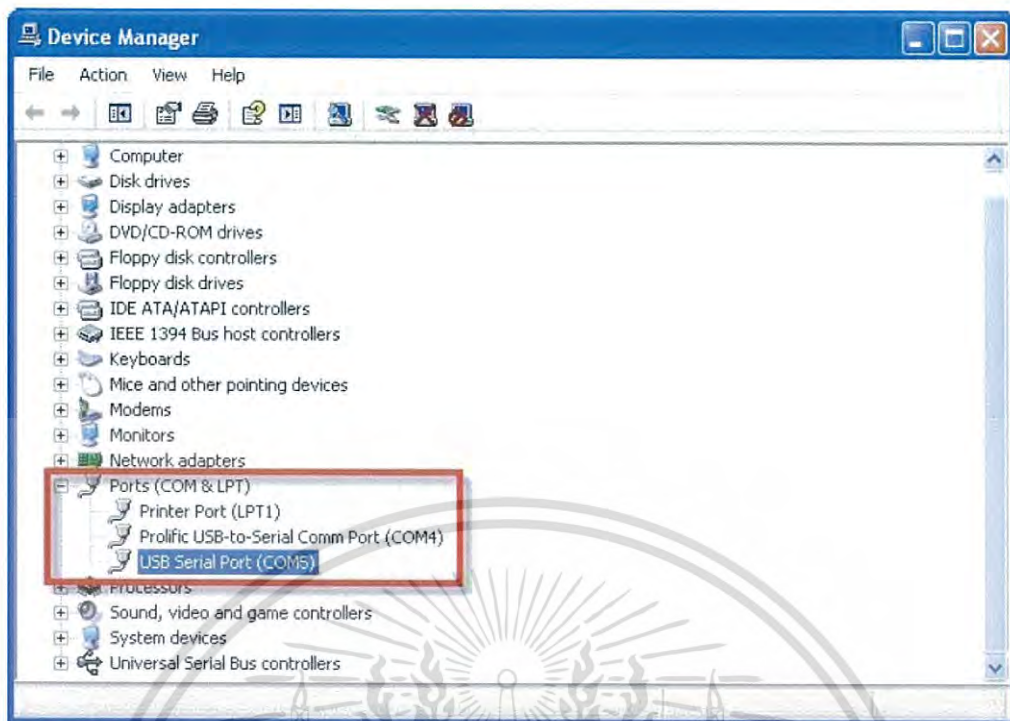 Device Manager
File Action View Help
Computer
Disk drives
Display adapters
DVD/CD-ROM drives
Floppy disk controllers
Floppy disk drives
IDE ATA/ATAPI controllers
IEEE 1394 Bus host controllers
Keyboards
Mice and other pointing devices
Modems
Monitors
Network adapters
Ports (COM & LPT)
Printer Port (LPT1)
Prolific USB-to-Serial Comm Port (COM4)
USB Serial Port (COM5)
Processors
Sound, video and game controllers
System devices
Universal Serial Bus controllers